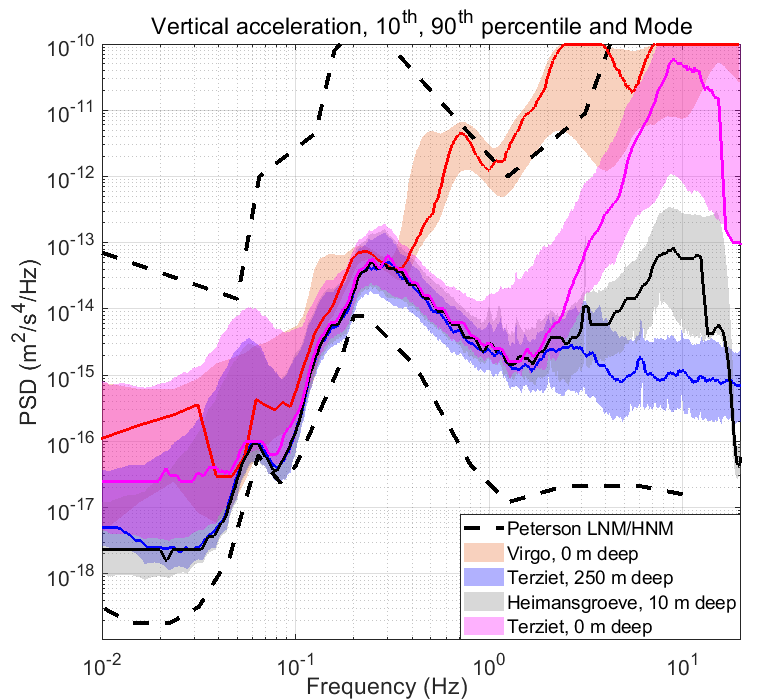 Vertical acceleration, 10th, 90th percentile and Mode
PSD (m2/s4/Hz)
10-10
10-11
10-12
10-13
10-14
10-15
10-16
10-17
10-18
Peterson LNM/HNM
Virgo, 0 m deep
Terziet, 250 m deep
Heimansgroeve, 10 m deep
Terziet, 0 m deep
10-2 10-1 100 101
Frequency (Hz)